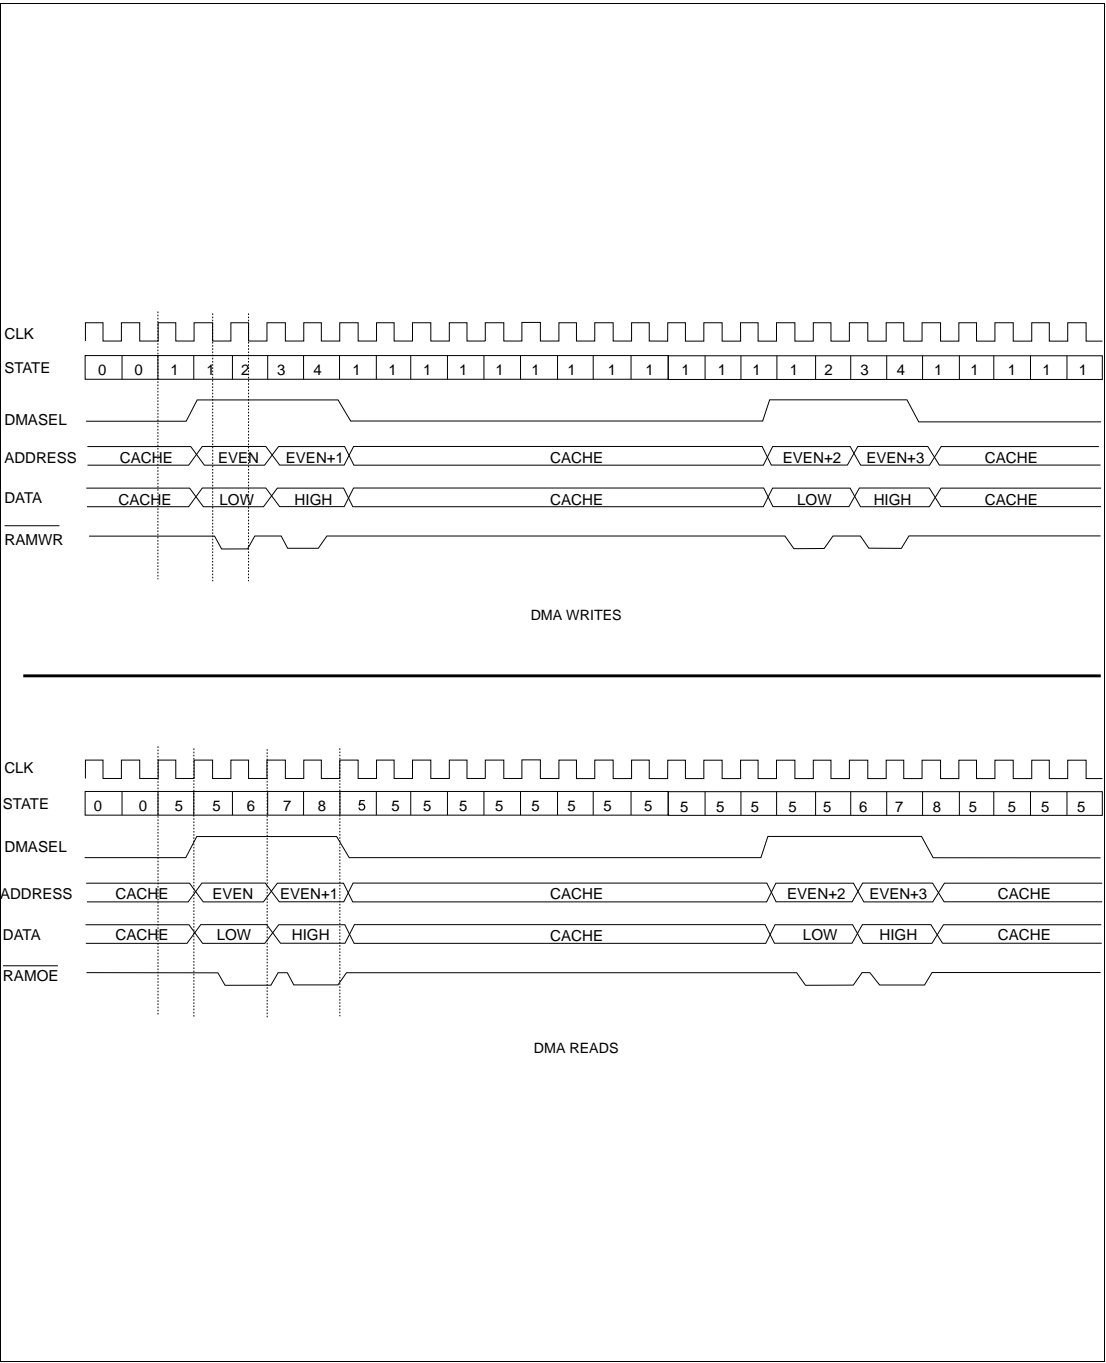 CLK
STATE 0 0 1 1 2 3 4 1 1 1 1 1 1 1 1 1 1 1 1 1 2 3 4 1 1 1 1 1
DMASEL
ADDRESS CACHE EVEN EVEN+1 CACHE EVEN+2 EVEN+3 CACHE
DATA CACHE LOW HIGH CACHE LOW HIGH CACHE
RAMWR
DMA WRITES
CLK
STATE 0 0 5 5 6 7 8 5 5 5 5 5 5 5 5 5 5 5 5 5 5 6 7 8 5 5 5 5
DMASEL
ADDRESS CACHE EVEN EVEN+1 CACHE EVEN+2 EVEN+3 CACHE
DATA CACHE LOW HIGH CACHE LOW HIGH CACHE
RAMOE
DMA READS